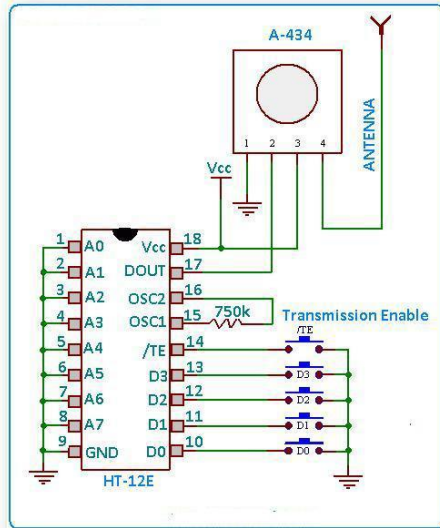 A-434
1 2 3 4
ANTENNA
Vcc
1 A0 Vcc 18
2 A1 DOUT 17
3 A2 OSC2 16
4 A3 OSC1 15 750k
Transmission Enable
/TE
5 A4 /TE 14
6 A5 D3 13 D3
7 A6 D2 12 D2
8 A7 D1 11 D1
9 GND D0 10 D0
HT-12E